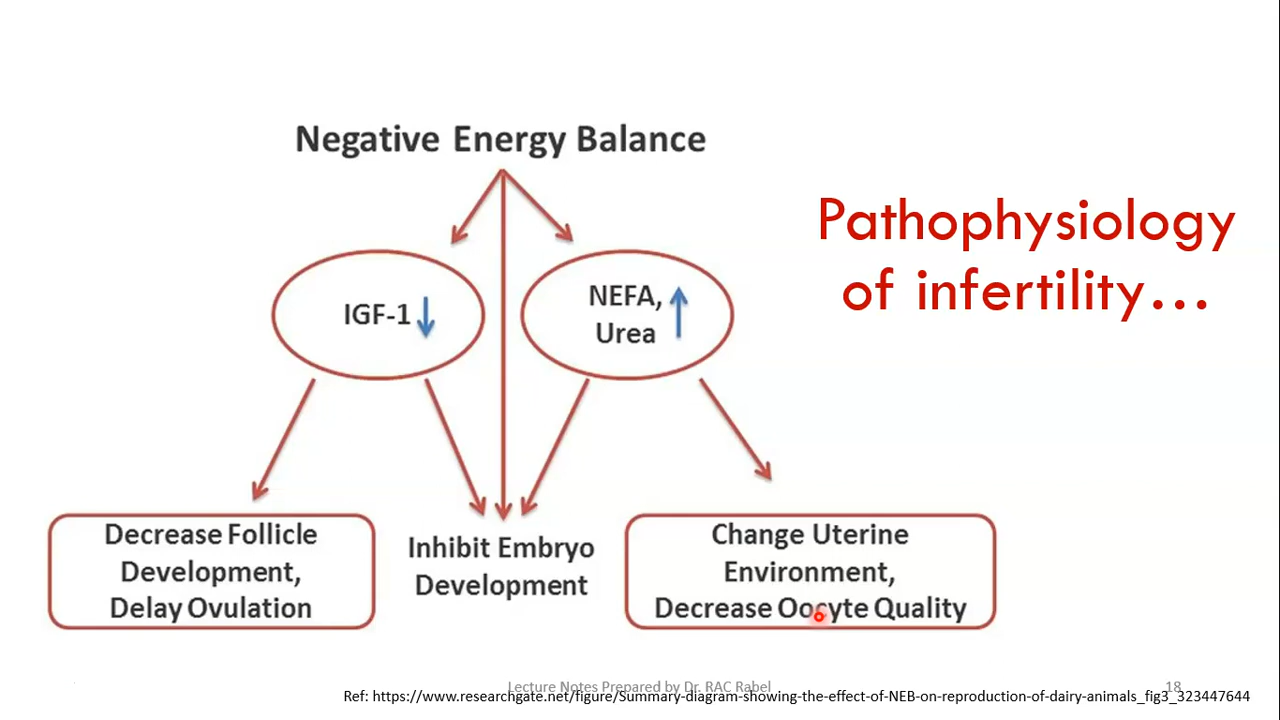 Negative Energy Balance
Pathophysiology
of infertility...
IGF-1
NEFA,
Urea
Decrease Follicle
Development,
Delay Ovulation
Inhibit Embryo
Development
Change Uterine
Environment,
Decrease Oocyte Quality
Lecture Notes Prepared by Dr. RAC Rabel
18
Ref: https://www.researchgate.net/figure/Summary-diagram-showing-the-effect-of-NEB-on-reproduction-of-dairy-animals_fig3_323447644